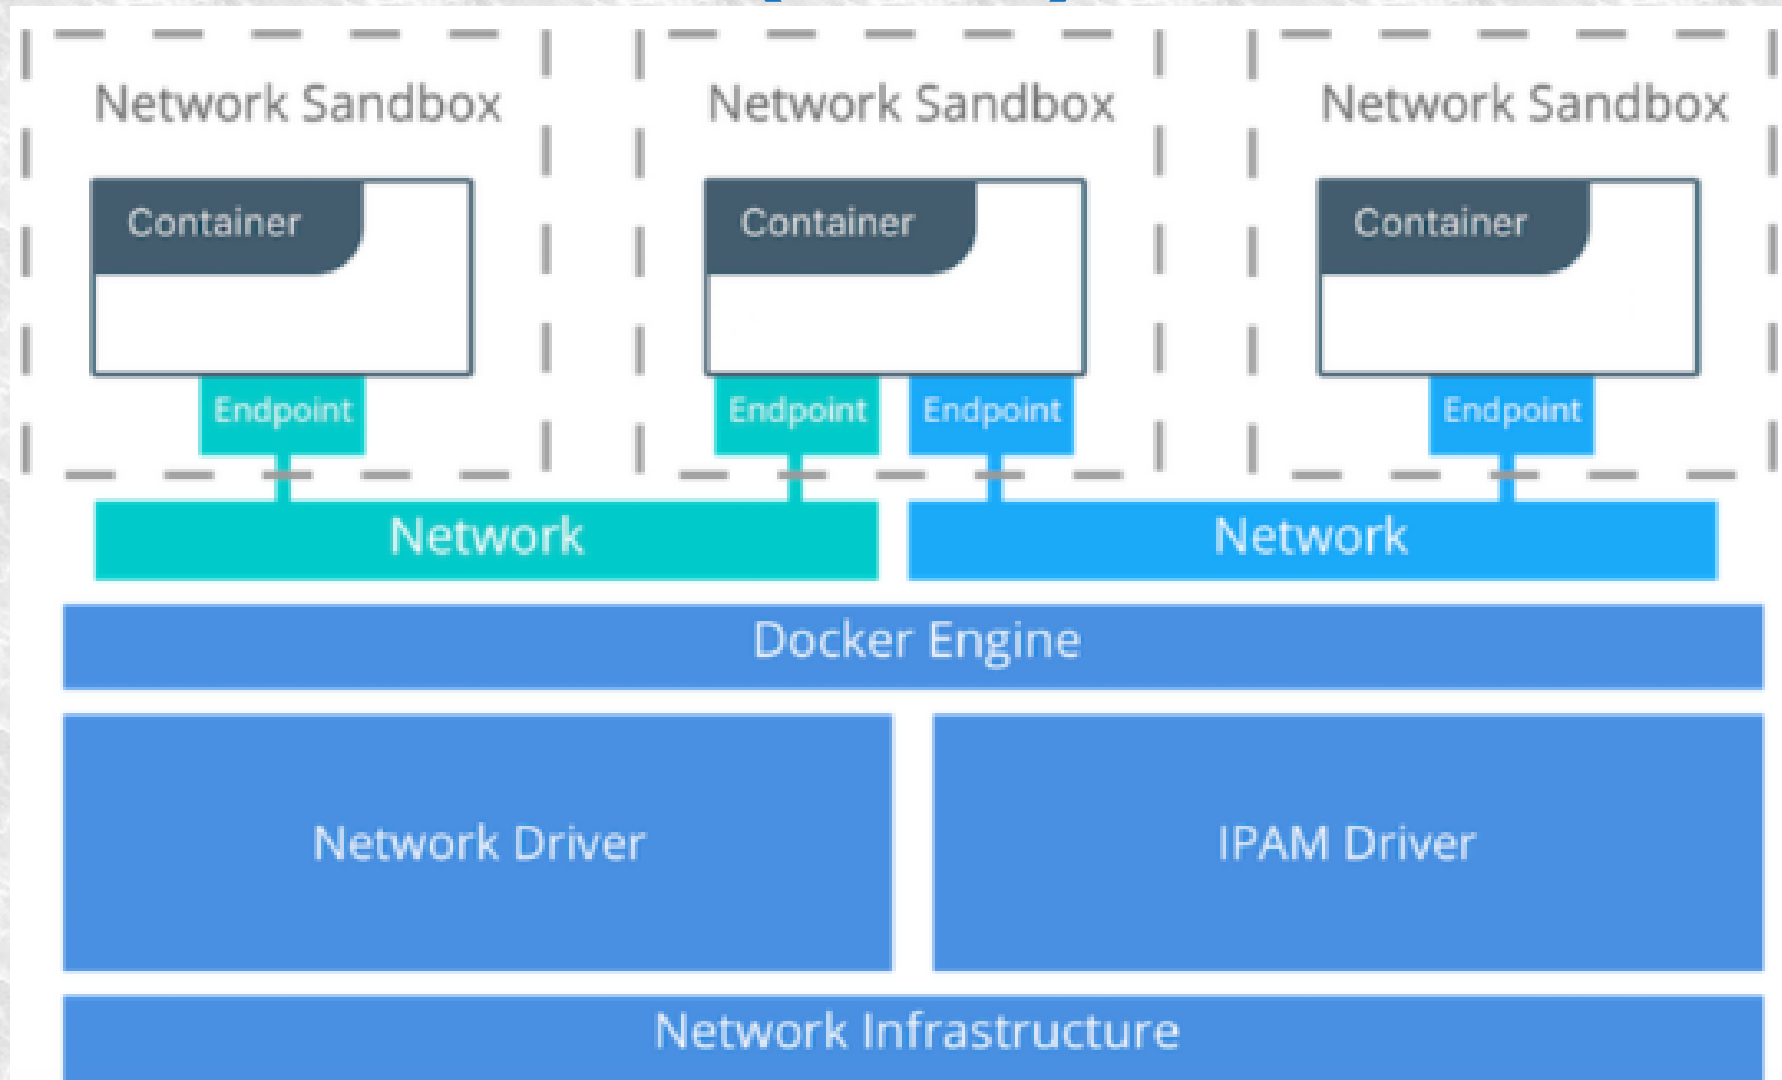 Network Sandbox
Network Sandbox
Network Sandbox
Container
Container
Container
Endpoint
Endpoint
Endpoint
Endpoint
Network
Network
Docker Engine
Network Driver
IPAM Driver
Network Infrastructure